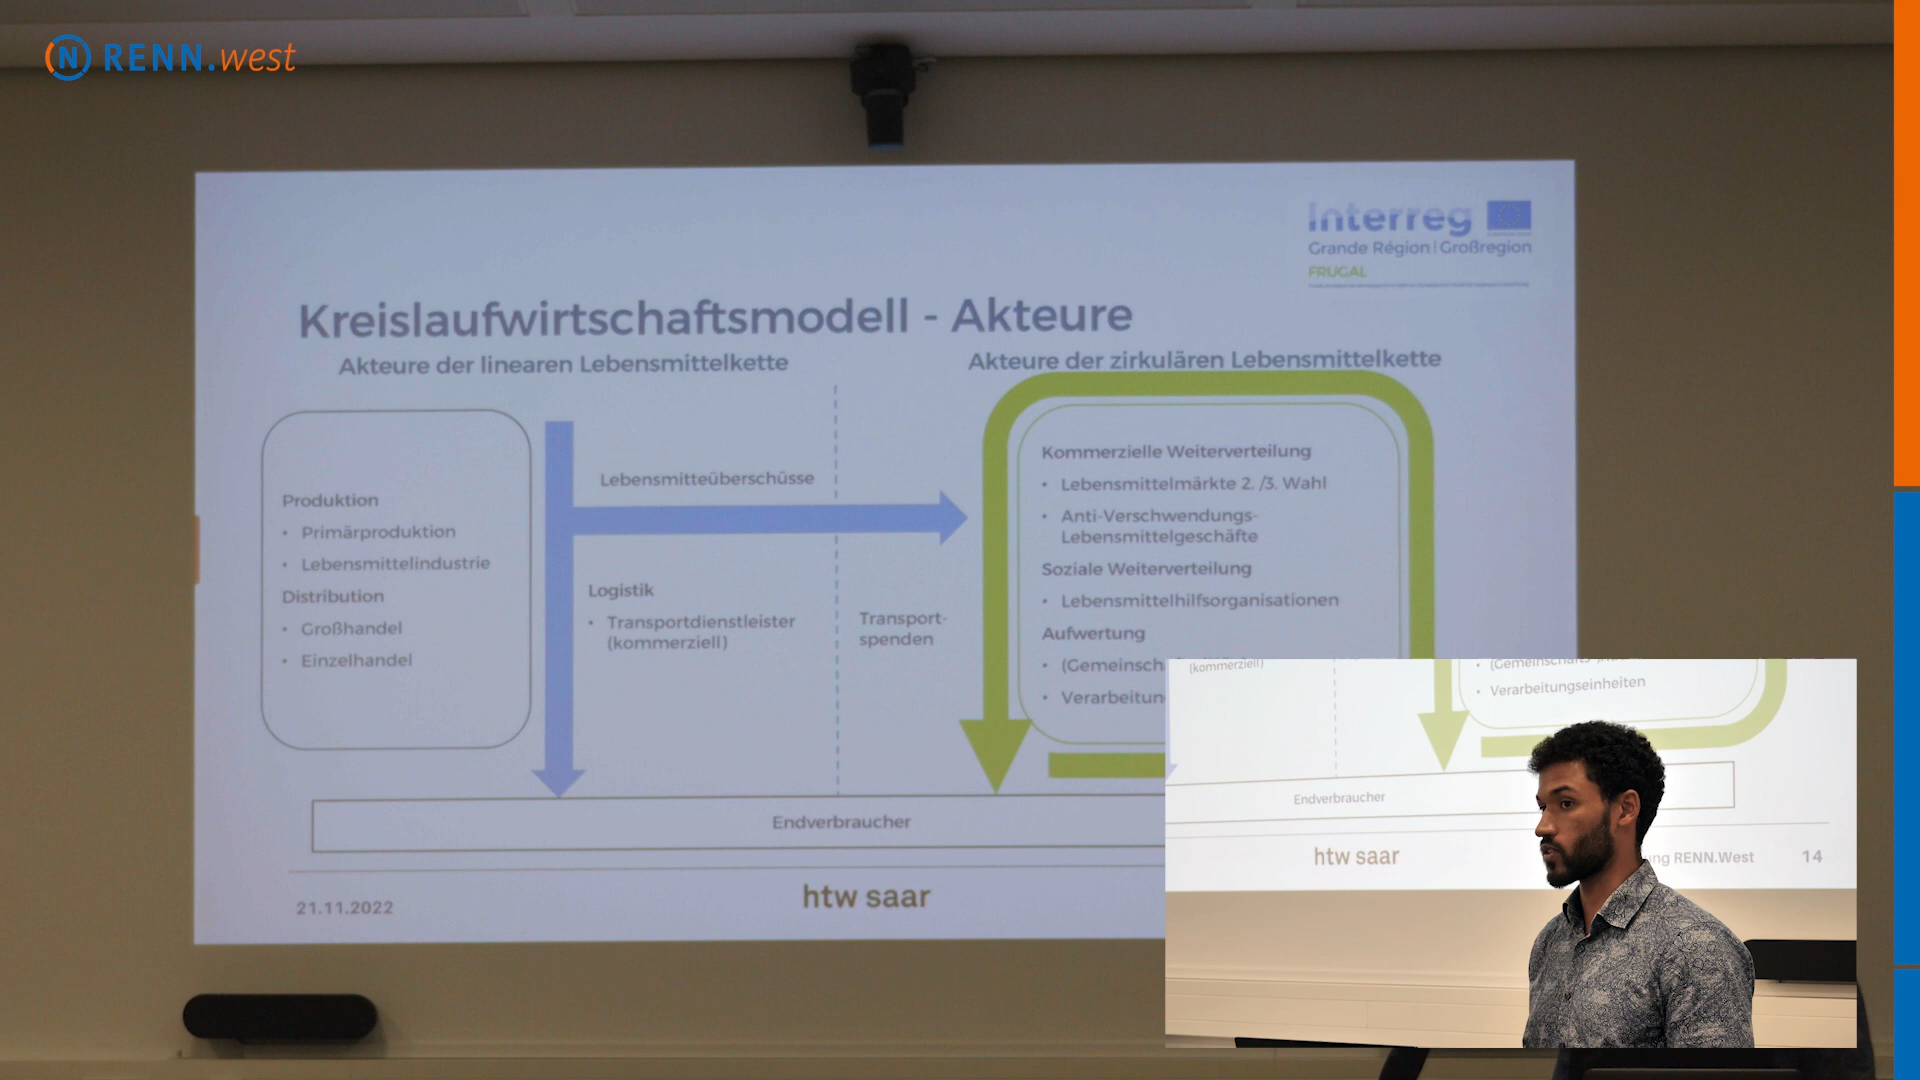 RENN.west
interreg
Grande Région | Großregion
FRUGAL
Kreislaufwirtschaftsmodell - Akteure
Akteure der linearen Lebensmittelkette
Akteure der zirkulären Lebensmittelkette
Produktion
• Primärproduktion
• Lebensmittelindustrie
Distribution
• Großhandel
• Einzelhandel
Lebensmitteüberschüsse
Logistik
• Transportdienstleister
(kommerziell)
Transport-
spenden
Kommerzielle Weiterverteilung
• Lebensmittelmärkte 2. /3. Wahl
• Anti-Verschwendungs-
Lebensmittelgeschäfte
Soziale Weiterverteilung
• Lebensmittelhilfsorganisationen
Aufwertung
Endverbraucher
21.11.2022
htw saar
(kommerziell)
• Verarbeitungseinheiten
Endverbraucher
htw saar
RENN.West
14